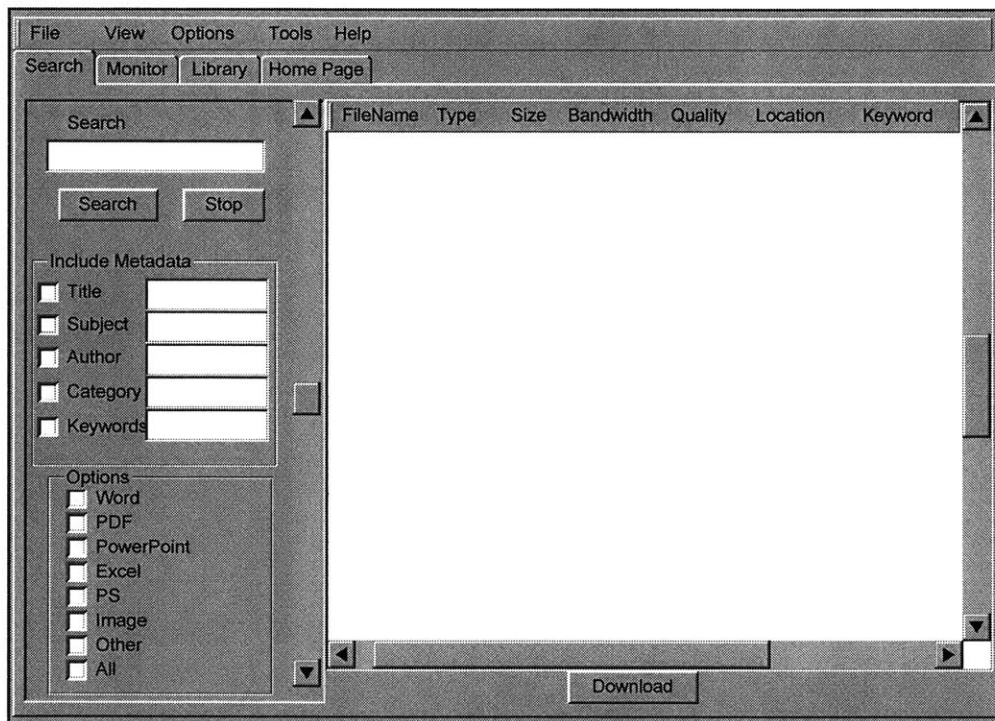 File View Options Tools Help
Search Monitor Library Home Page
Search
Search Stop
Include Metadata
Title
Subject
Author
Category
Keywords
Options
Word
PDF
PowerPoint
Excel
PS
Image
Other
All
FileName Type Size Bandwidth Quality Location Keyword
Download